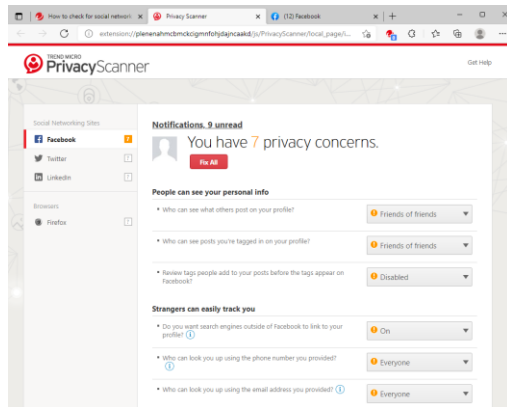 How to check for social network
Privacy Scanner
(12) Facebook
extension://plenenahmcbmckcigmnfohjdajncaakd/js/PrivacyScanner/local_page/i...
TREND MICRO
PrivacyScanner
Get Help
Social Networking Sites
Facebook 7
Twitter ?
LinkedIn ?
Browsers
Firefox ?
Notifications, 9 unread
You have 7 privacy concerns.
Fix All
People can see your personal info
• Who can see what others post on your profile?
Friends of friends
• Who can see posts you're tagged in on your profile?
Friends of friends
• Review tags people add to your posts before the tags appear on
Facebook?
Disabled
Strangers can easily track you
• Do you want search engines outside of Facebook to link to your
profile?
On
• Who can look you up using the phone number you provided?
Everyone
• Who can look you up using the email address you provided?
Everyone